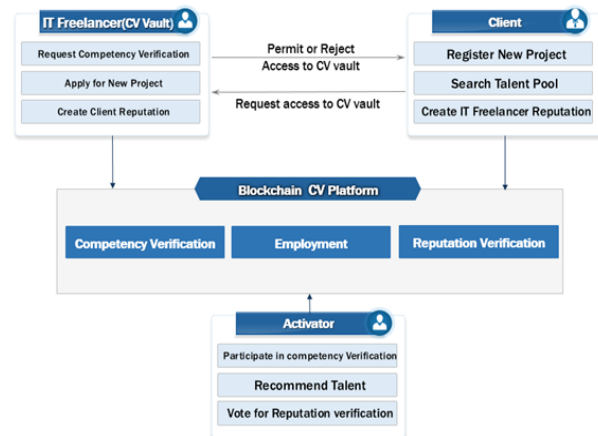 IT Freelancer(CV Vault)
Request Competency Verification
Apply for New Project
Create Client Reputation
Permit or Reject
Access to CV vault
Request access to CV vault
Client
Register New Project
Search Talent Pool
Create IT Freelancer Reputation
Blockchain CV Platform
Competency Verification
Employment
Reputation Verification
Activator
Participate in competency Verification
Recommend Talent
Vote for Reputation verification